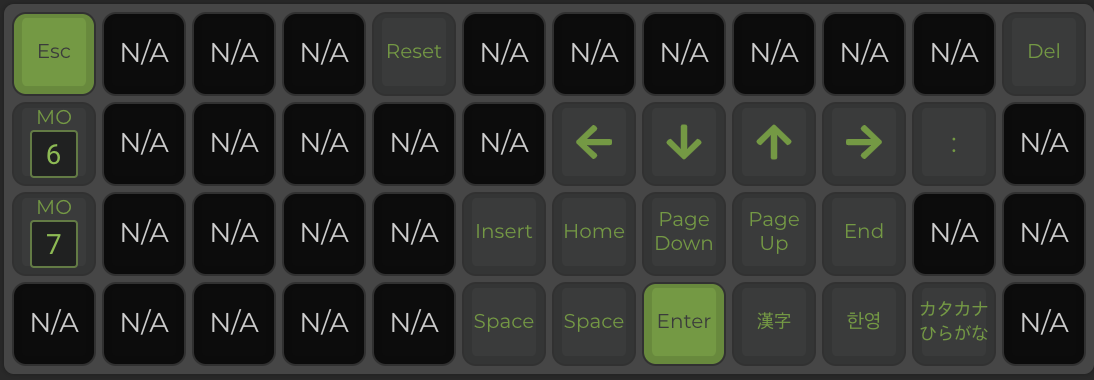 Esc N/A N/A N/A Reset N/A N/A N/A N/A N/A N/A Del
MO
6 N/A N/A N/A N/A N/A ← ↓ ↑ → : N/A
MO
7 N/A N/A N/A N/A Insert Home Page Down Page Up End N/A N/A
N/A N/A N/A N/A N/A Space Space Enter 漢字 한영 カタカナ ひらがな N/A